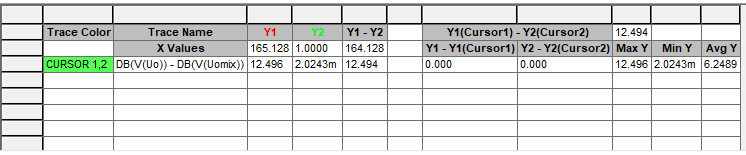 Trace Color Trace Name Y1 Y2 Y1 - Y2 Y1(Cursor1) - Y2(Cursor2) 12.494
X Values 165.128 1.0000 164.128 Y1 - Y1(Cursor1) Y2 - Y2(Cursor2) Max Y Min Y Avg Y
CURSOR 1,2 DB(V(Uo)) - DB(V(Uomix)) 12.496 2.0243m 12.494 0.000 0.000 12.496 2.0243m 6.2489